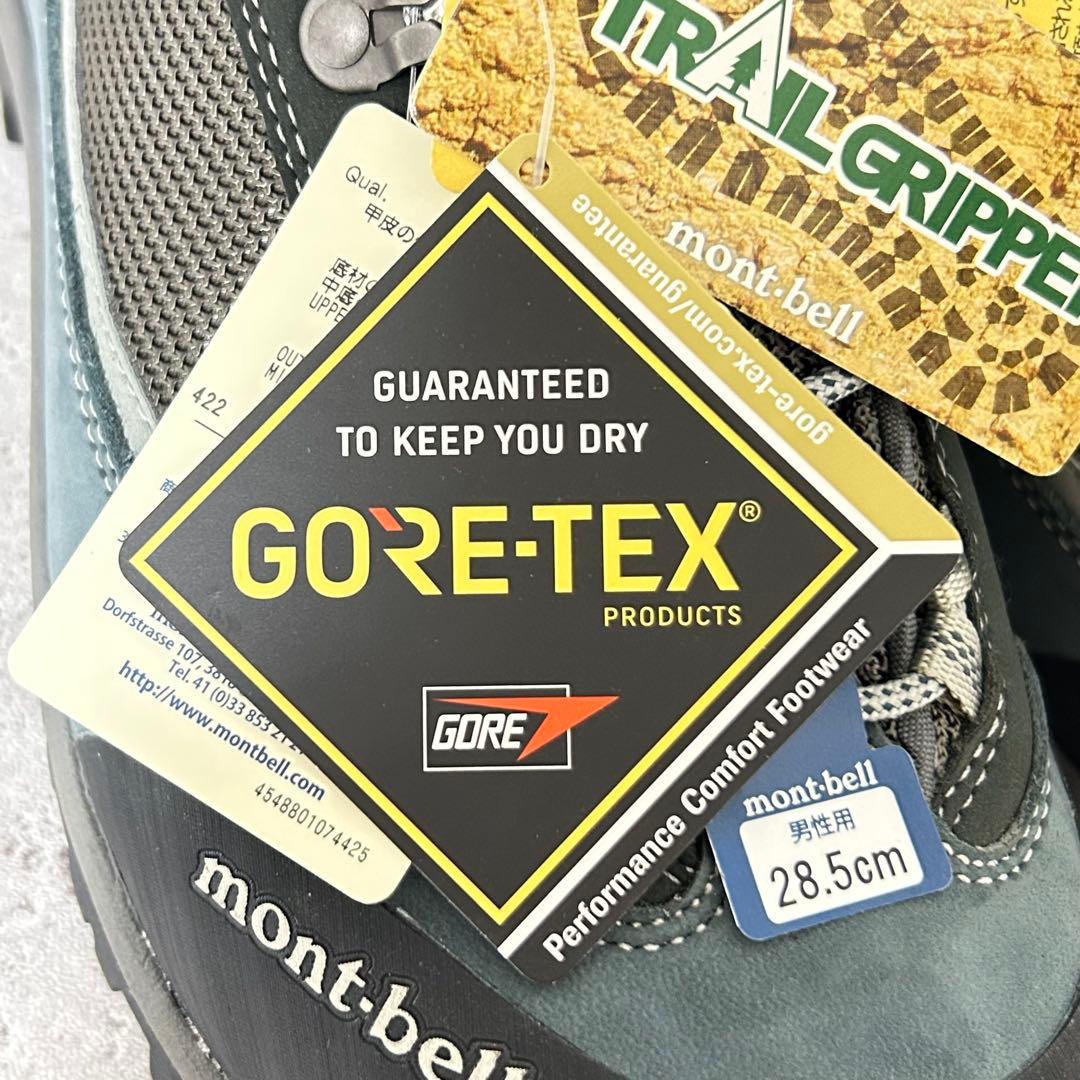 TRAIL GRIPPE
mont-bell
gore-tex.com/guarantee
Qual.
甲皮の
底材の
中底
UPPE
OUT
MI
422
GUARANTEED
TO KEEP YOU DRY
GORE-TEX®
PRODUCTS
GORE
Performance Comfort Footwear
Dorfstrasse 107,
Tel. 41 (0)33 853
http://www.montbell.com
4548801074425
mont-bell
男性用
28.5cm
mont-bell